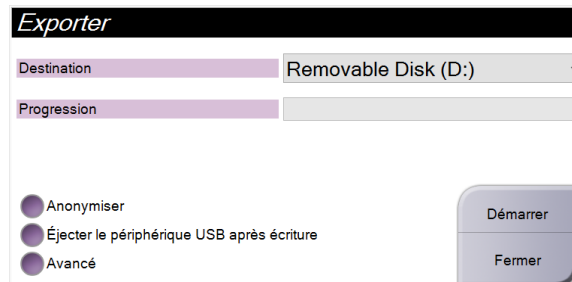 Exporter
Destination
Removable Disk (D:)
Progression
Anonymiser
Éjecter le périphérique USB après écriture
Avancé
Démarrer
Fermer